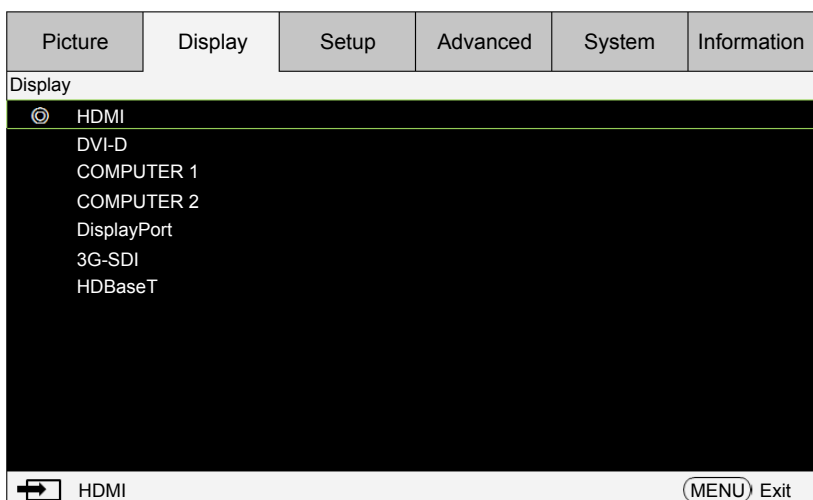 Picture Display Setup Advanced System Information
Display
HDMI
DVI-D
COMPUTER 1
COMPUTER 2
DisplayPort
3G-SDI
HDBaseT
HDMI MENU Exit